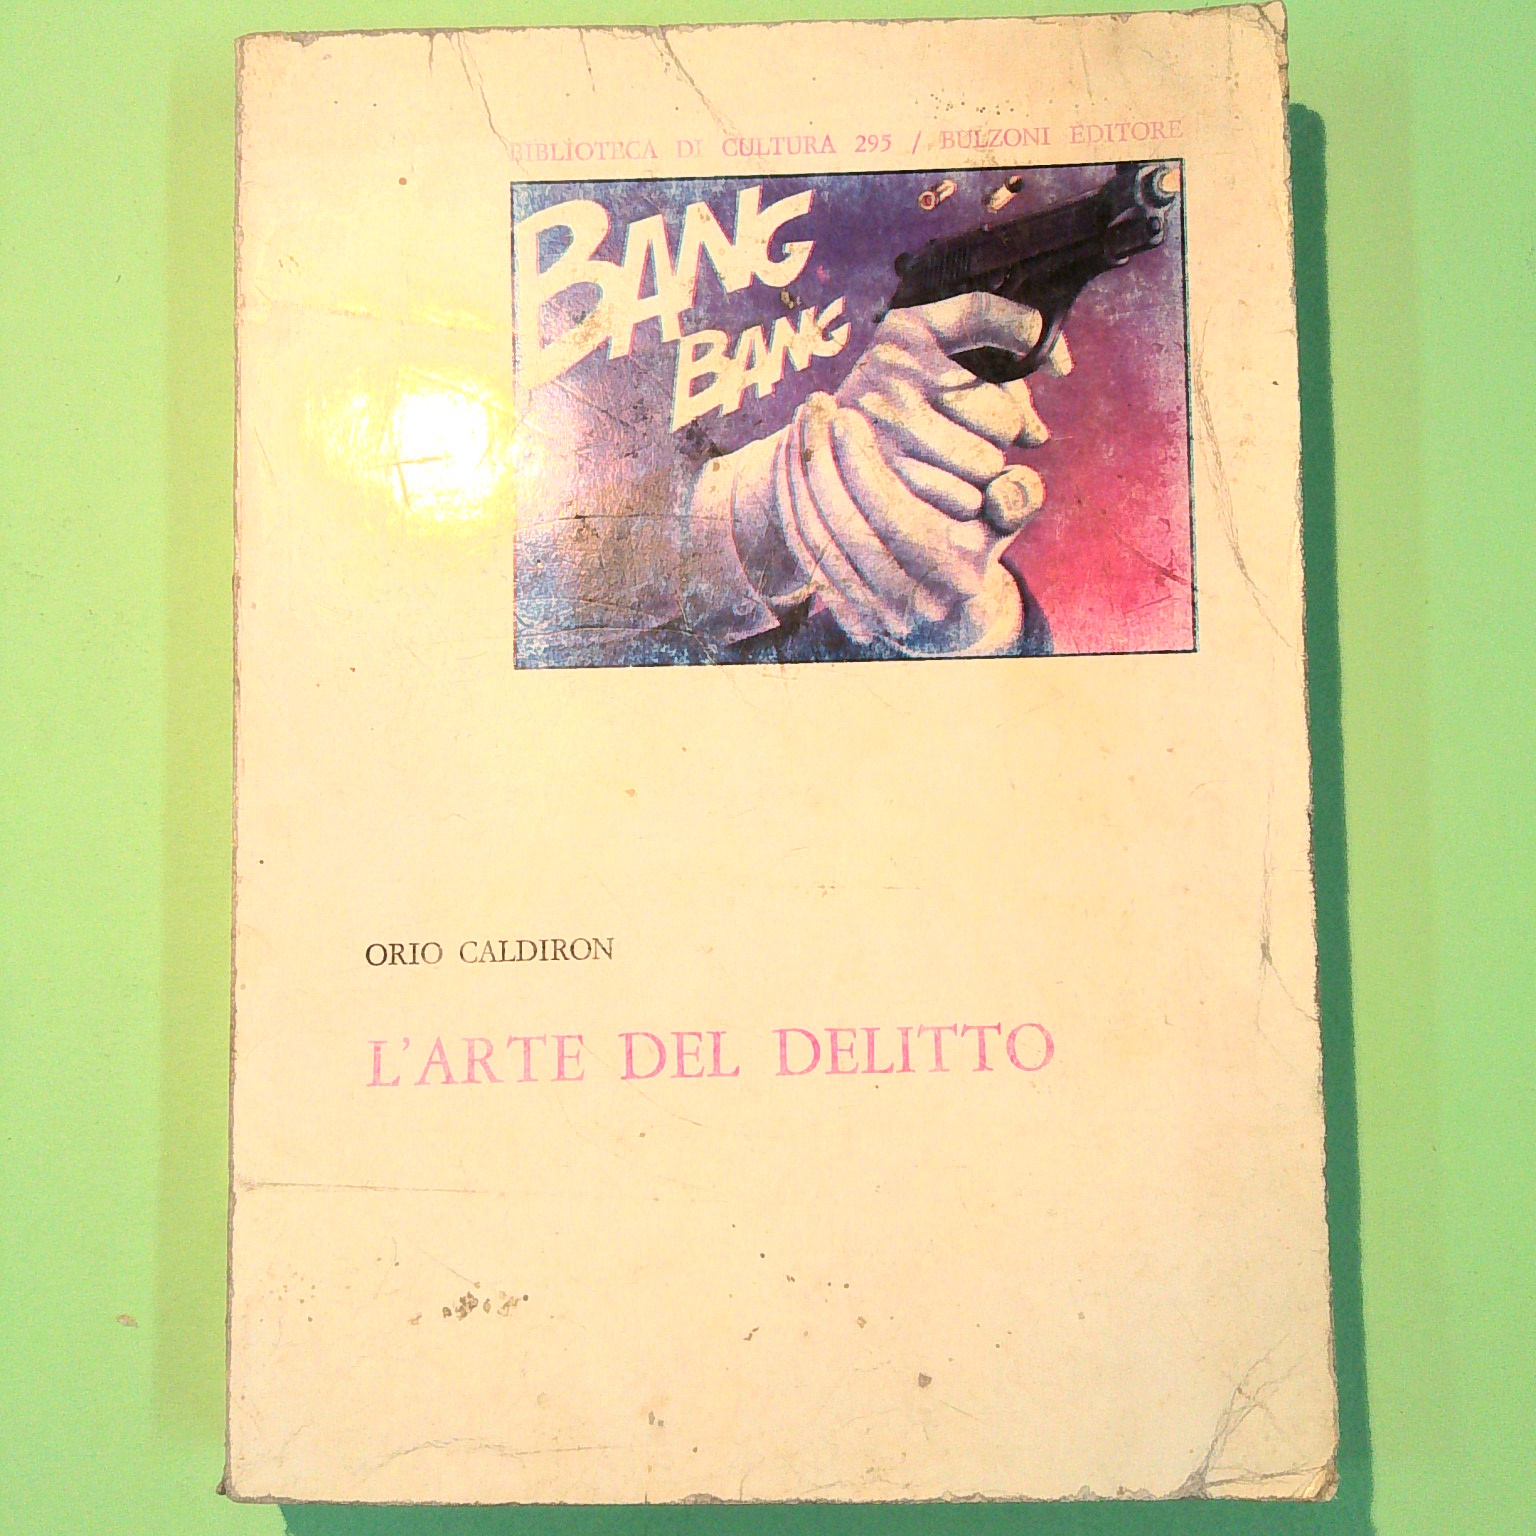 BIBLIOTECA DI CULTURA 295 / BULZONI EDITORE
BANG
BANG
ORIO CALDIRON
L'ARTE DEL DELITTO